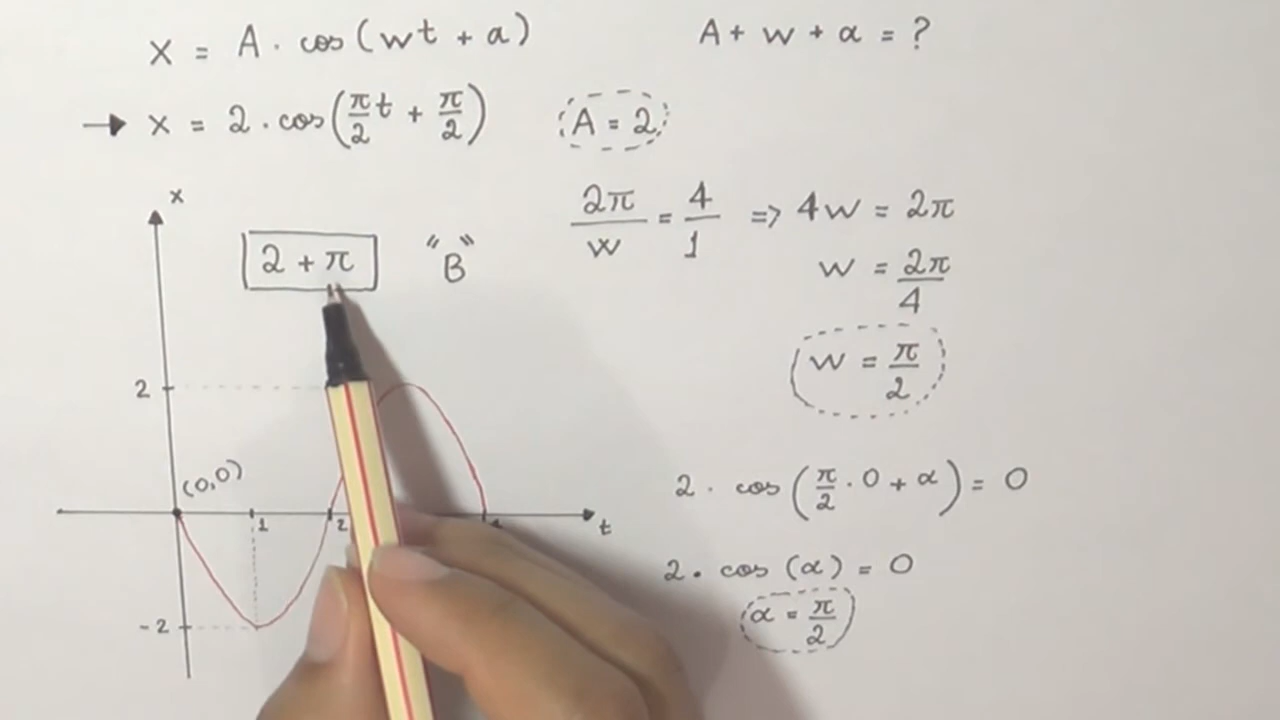 x = A · cos(wt + a)
A + w + α = ?
→ x = 2 · cos(π/2 t + π/2)
A = 2
2π/w = 4/1 => 4w = 2π
w = 2π/4
w = π/2
x
2 + π
"B"
2
(0,0)
1
2
t
-2
2 · cos(π/2 · 0 + α) = 0
2 · cos (α) = 0
α = π/2